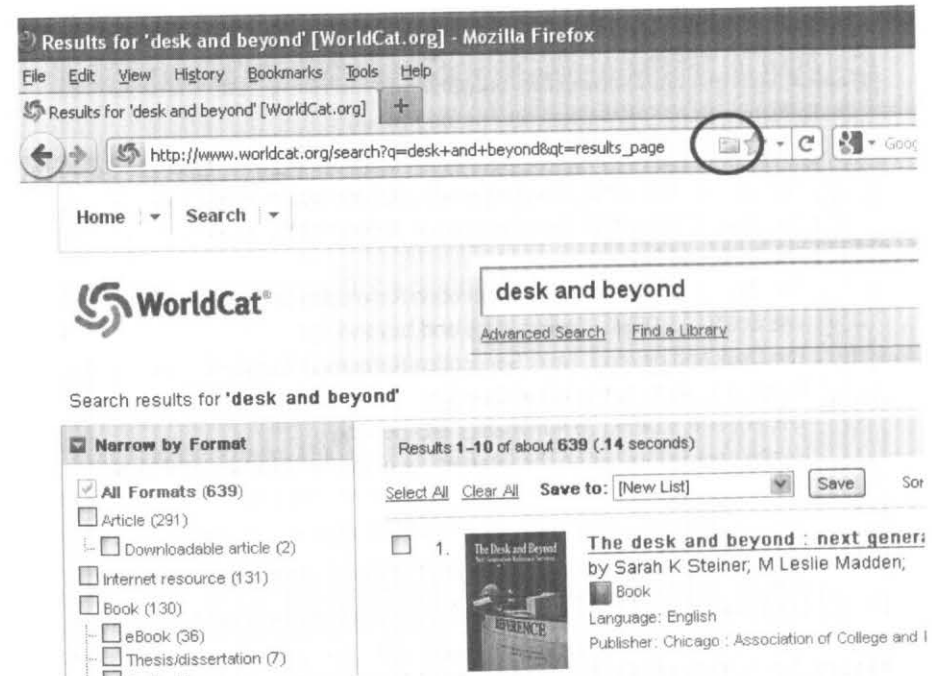 Results for 'desk and beyond' [WorldCat.org] - Mozilla Firefox
File Edit View History Bookmarks Tools Help
Results for 'desk and beyond' [WorldCat.org] +
http://www.worldcat.org/search?q=desk+and+beyond&qt=results_page Goog
Home Search
WorldCat®
desk and beyond
Advanced Search Find a Library
Search results for 'desk and beyond'
Narrow by Format
Results 1-10 of about 639 (.14 seconds)
All Formats (639)
Select All Clear All Save to: [New List] Save Sor
Article (291)
Downloadable article (2)
Internet resource (131)
Book (130)
eBook (36)
Thesis/dissertation (7)
1.
The Desk and Beyond
REFERENCE
The desk and beyond : next genera
by Sarah K Steiner; M Leslie Madden;
Book
Language: English
Publisher: Chicago : Association of College and